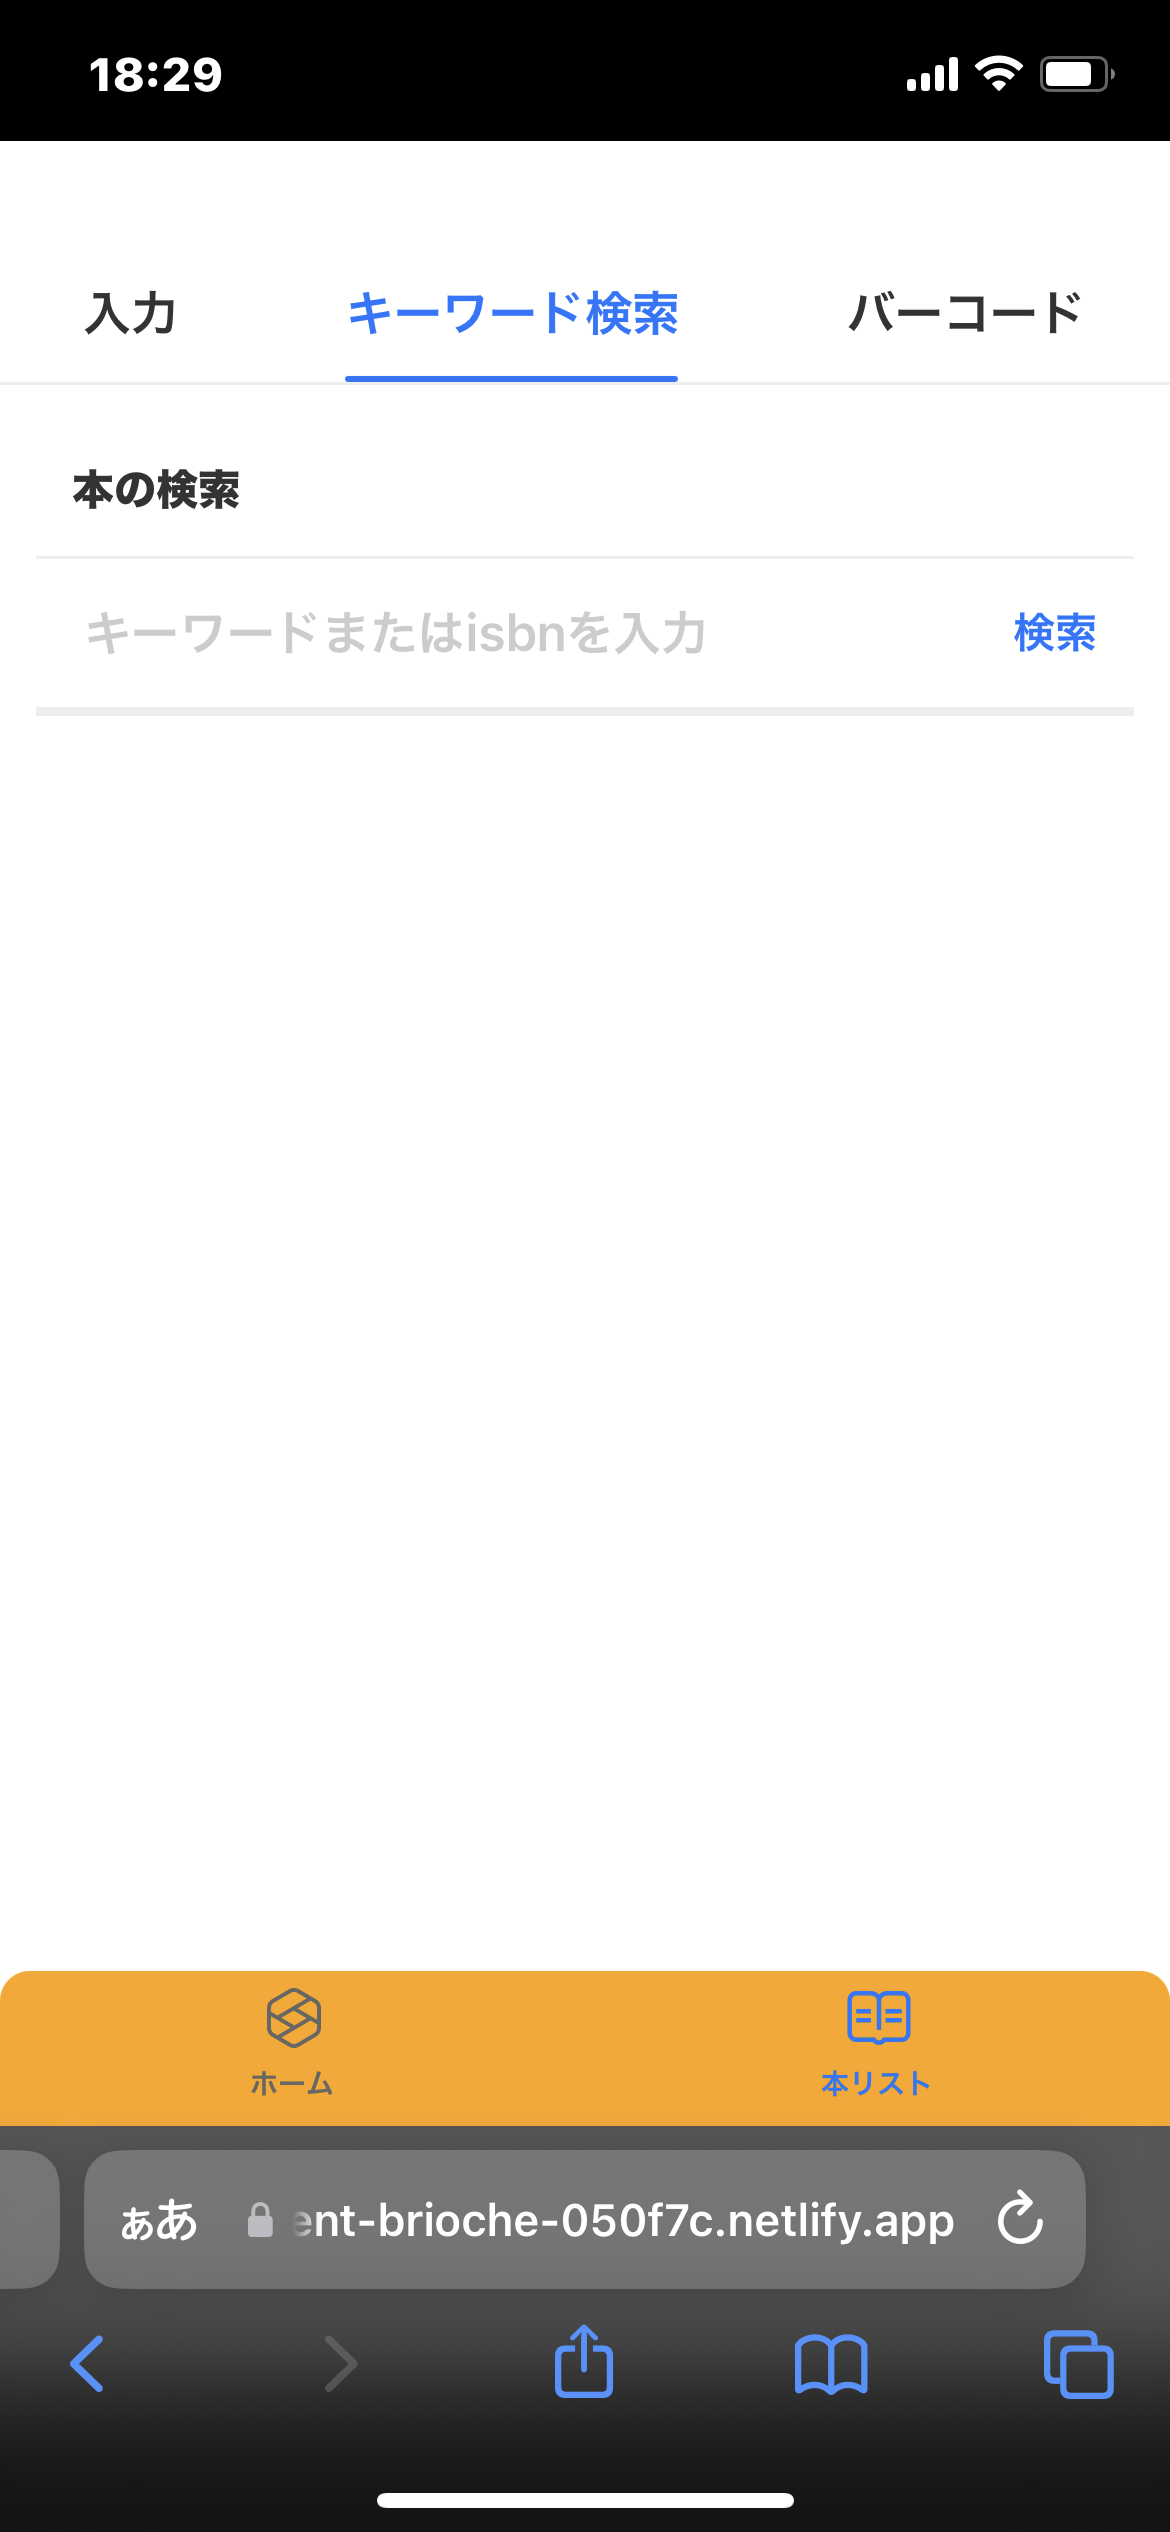 18:29
入力 キーワード検索 バーコード
本の検索
キーワードまたはisbnを入力 検索
ホーム 本リスト
ぁあ ent-brioche-050f7c.netlify.app